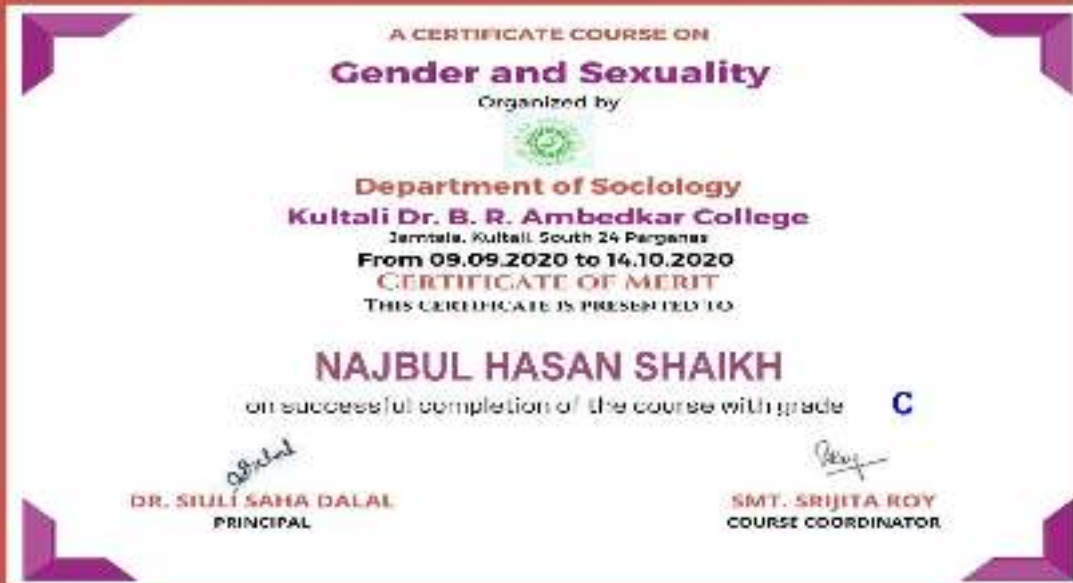 A CERTIFICATE COURSE ON
Gender and Sexuality
Organized by
Department of Sociology
Kultali Dr. B. R. Ambedkar College
Jamtala, Kultali, South 24 Parganas
From 09.09.2020 to 14.10.2020
CERTIFICATE OF MERIT
THIS CERTIFICATE IS PRESENTED TO
NAJBUL HASAN SHAIKH
on successful completion of the course with grade C
DR. SIULI SAHA DALAL
PRINCIPAL
SMT. SRIJITA ROY
COURSE COORDINATOR